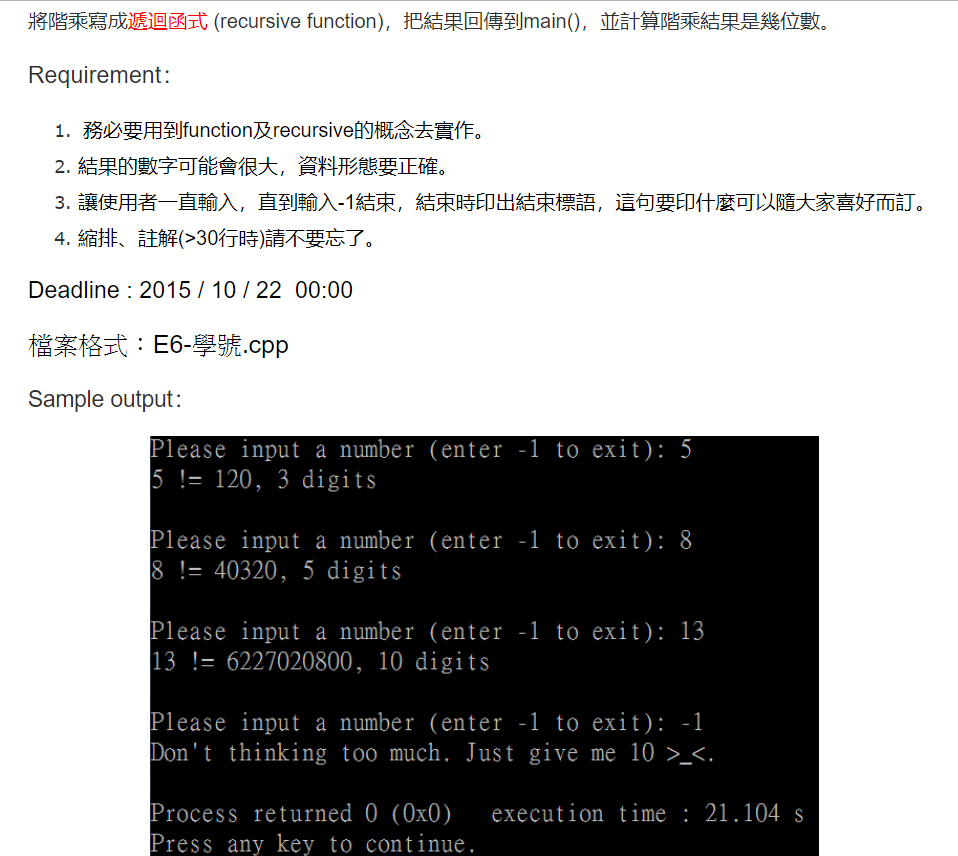 將階乘寫成遞迴函式 (recursive function)，把結果回傳到main()，並計算階乘結果是幾位數。
Requirement：
1. 務必要用到function及recursive的概念去實作。
2. 結果的數字可能會很大，資料形態要正確。
3. 讓使用者一直輸入，直到輸入-1結束，結束時印出結束標語，這句要印什麼可以隨大家喜好而訂。
4. 縮排、註解(>30行時)請不要忘了。
Deadline : 2015 / 10 / 22  00:00
檔案格式：E6-學號.cpp
Sample output：
Please input a number (enter -1 to exit): 5
5 != 120, 3 digits
Please input a number (enter -1 to exit): 8
8 != 40320, 5 digits
Please input a number (enter -1 to exit): 13
13 != 6227020800, 10 digits
Please input a number (enter -1 to exit): -1
Don't thinking too much. Just give me 10 >_<.
Process returned 0 (0x0)   execution time : 21.104 s
Press any key to continue.